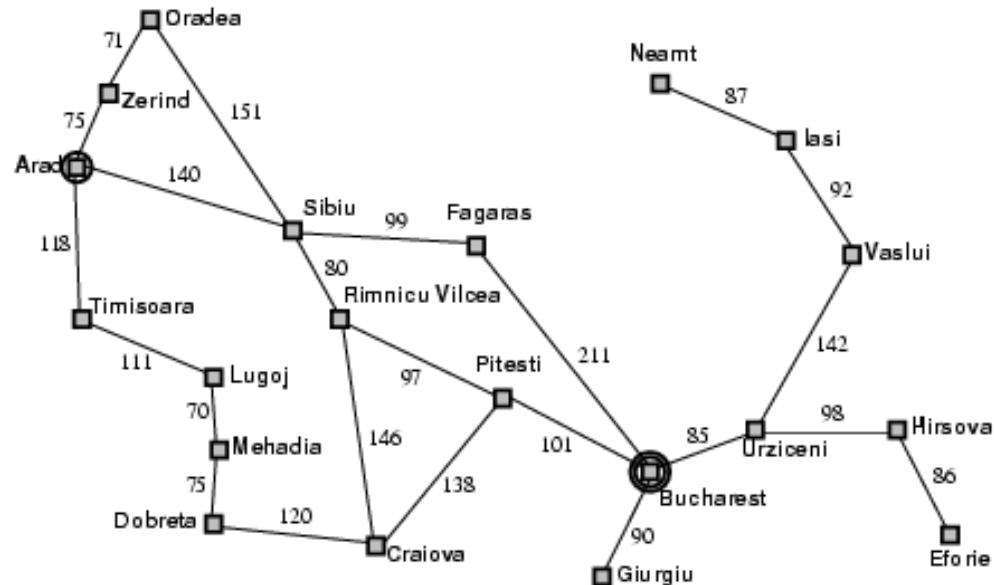 Oradea
71
Neamt
87
Zerind
151
75
Iasi
Arad
140
92
Sibiu
Fagaras
99
118
Vaslui
80
Timisoara
Rimnicu Vilcea
142
111
211
Lugoj
97
Pitesti
70
98
Hirsova
146
101
85
Mehadia
Urziceni
75
138
86
Bucharest
Dobreta
120
90
Craiova
Eforie
Giurgiu